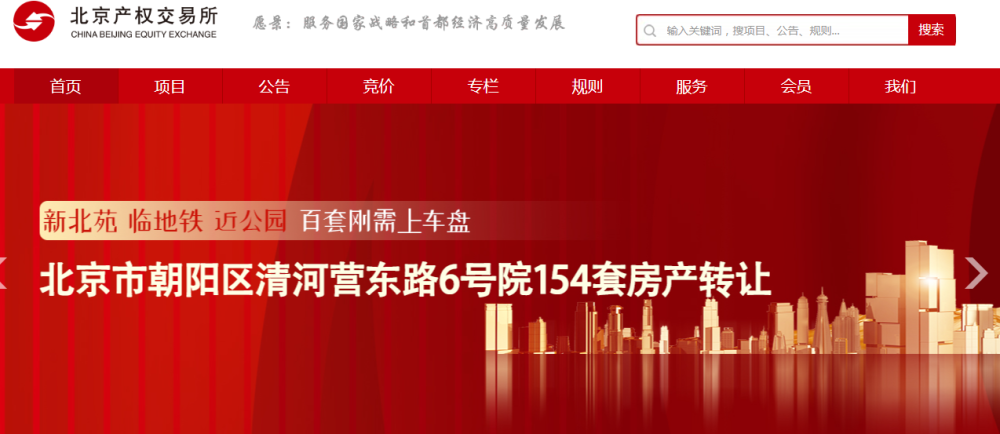 北京产权交易所
CHINA BEIJING EQUITY EXCHANGE
愿景：服务国家战略和首都经济高质量发展
输入关键词，搜项目、公告、规则...
搜索
首页 项目 公告 竞价 专栏 规则 服务 会员 我们
新北苑 临地铁 近公园 百套刚需上车盘
北京市朝阳区清河营东路6号院154套房产转让